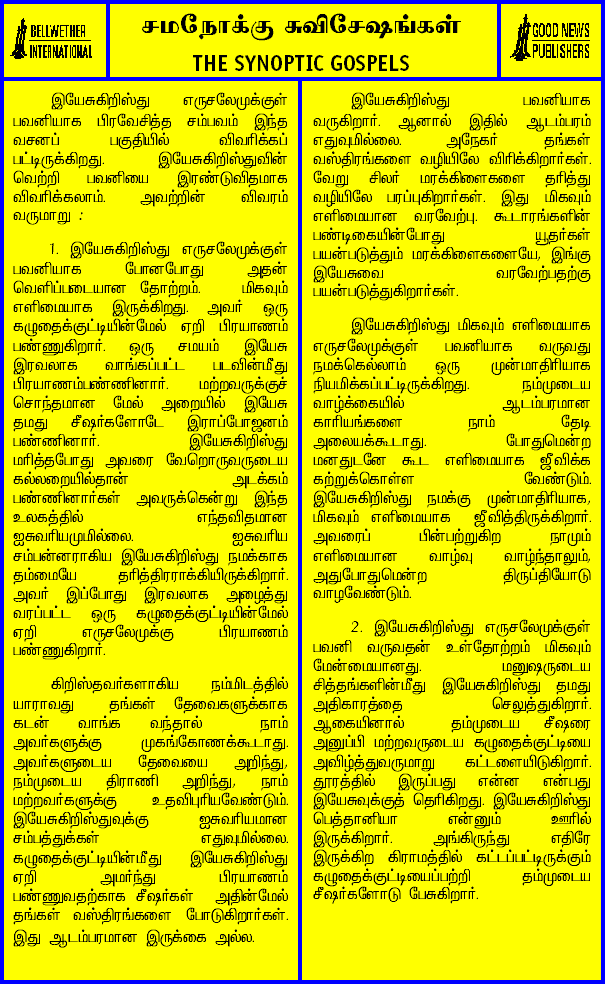 BELLWETHER
INTERNATIONAL
சமநோக்கு சுவிசேஷங்கள்
THE SYNOPTIC GOSPELS
GOOD NEWS
PUBLISHERS
இயேசுகிறிஸ்து எருசலேமுக்குள்
பவனியாக பிரவேசித்த சம்பவம் இந்த
வசனப் பகுதியில் விவரிக்கப்
பட்டிருக்கிறது. இயேசுகிறிஸ்துவின்
வெற்றி பவனியை இரண்டுவிதமாக
விவரிக்கலாம். அவற்றின் விவரம்
வருமாறு :
1. இயேசுகிறிஸ்து எருசலேமுக்குள்
பவனியாக போனபோது அதன்
வெளிப்படையான தோற்றம். மிகவும்
எளிமையாக இருக்கிறது. அவர் ஒரு
கழுதைக்குட்டியின்மேல் ஏறி பிரயாணம்
பண்ணுகிறார். ஒரு சமயம் இயேசு
இரவலாக வாங்கப்பட்ட படவின்மீது
பிரயாணம்பண்ணினார். மற்றவருக்குச்
சொந்தமான மேல் அறையில் இயேசு
தமது சீஷர்களோடே இராப்போஜனம்
பண்ணினார். இயேசுகிறிஸ்து
மரித்தபோது அவரை வேறொருவருடைய
கல்லறையில்தான் அடக்கம்
பண்ணினார்கள் அவருக்கென்று இந்த
உலகத்தில் எந்தவிதமான
ஐசுவரியமுமில்லை. ஐசுவரிய
சம்பன்னராகிய இயேசுகிறிஸ்து நமக்காக
தம்மையே தரித்திரராக்கியிருக்கிறார்.
அவர் இப்போது இரவலாக அழைத்து
வரப்பட்ட ஒரு கழுதைக்குட்டியின்மேல்
ஏறி எருசலேமுக்கு பிரயாணம்
பண்ணுகிறார்.
கிறிஸ்தவர்களாகிய நம்மிடத்தில்
யாராவது தங்கள் தேவைகளுக்காக
கடன் வாங்க வந்தால் நாம்
அவர்களுக்கு முகங்கோணக்கூடாது.
அவர்களுடைய தேவையை அறிந்து,
நம்முடைய திராணி அறிந்து, நாம்
மற்றவர்களுக்கு உதவிபுரியவேண்டும்.
இயேசுகிறிஸ்துவுக்கு ஐசுவரியமான
சம்பத்துக்கள் எதுவுமில்லை.
கழுதைக்குட்டியின்மீது இயேசுகிறிஸ்து
ஏறி அமர்ந்து பிரயாணம்
பண்ணுவதற்காக சீஷர்கள் அதின்மேல்
தங்கள் வஸ்திரங்களை போடுகிறார்கள்.
இது ஆடம்பரமான இருக்கை அல்ல.
இயேசுகிறிஸ்து பவனியாக
வருகிறார். ஆனால் இதில் ஆடம்பரம்
எதுவுமில்லை. அநேகர் தங்கள்
வஸ்திரங்களை வழியிலே விரிக்கிறார்கள்.
வேறு சிலர் மரக்கிளைகளை தரித்து
வழியிலே பரப்புகிறார்கள். இது மிகவும்
எளிமையான வரவேற்பு. கூடாரங்களின்
பண்டிகையின்போது யூதர்கள்
பயன்படுத்தும் மரக்கிளைகளையே, இங்கு
இயேசுவை வரவேற்பதற்கு
பயன்படுத்துகிறார்கள்.
இயேசுகிறிஸ்து மிகவும் எளிமையாக
எருசலேமுக்குள் பவனியாக வருவது
நமக்கெல்லாம் ஒரு முன்மாதிரியாக
நியமிக்கப்பட்டிருக்கிறது. நம்முடைய
வாழ்க்கையில் ஆடம்பரமான
காரியங்களை நாம் தேடி
அலையக்கூடாது. போதுமென்ற
மனதுடனே கூட எளிமையாக ஜீவிக்க
கற்றுக்கொள்ள வேண்டும்.
இயேசுகிறிஸ்து நமக்கு முன்மாதிரியாக,
மிகவும் எளிமையாக ஜீவித்திருக்கிறார்.
அவரைப் பின்பற்றுகிற நாமும்
எளிமையான வாழ்வு வாழ்ந்தாலும்,
அதுபோதுமென்ற திருப்தியோடு
வாழவேண்டும்.
2. இயேசுகிறிஸ்து எருசலேமுக்குள்
பவனி வருவதன் உள்தோற்றம் மிகவும்
மேன்மையானது. மனுஷருடைய
சித்தங்களின்மீது இயேசுகிறிஸ்து தமது
அதிகாரத்தை செலுத்துகிறார்.
ஆகையினால் தம்முடைய சீஷரை
அனுப்பி மற்றவருடைய கழுதைக்குட்டியை
அவிழ்த்துவருமாறு கட்டளையிடுகிறார்.
தூரத்தில் இருப்பது என்ன என்பது
இயேசுவுக்குத் தெரிகிறது. இயேசுகிறிஸ்து
பெத்தானியா என்னும் ஊரில்
இருக்கிறார். அங்கிருந்து எதிரே
இருக்கிற கிராமத்தில் கட்டப்பட்டிருக்கும்
கழுதைக்குட்டியைப்பற்றி தம்முடைய
சீஷர்களோடு பேசுகிறார்.